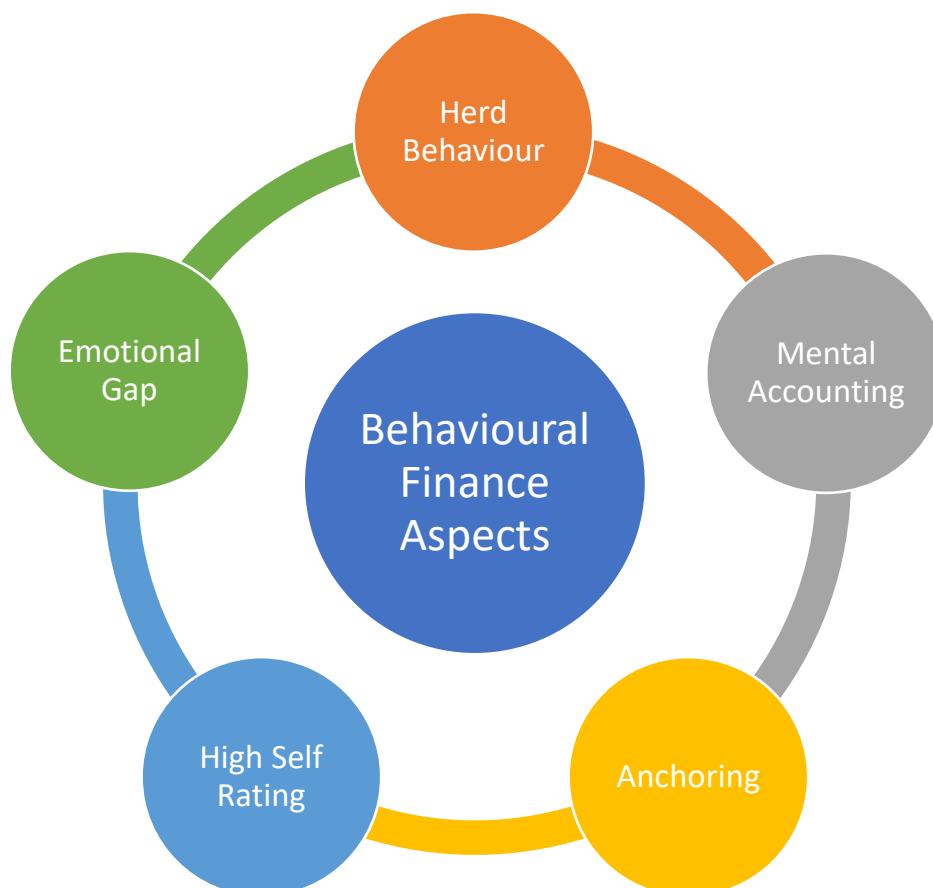 Herd
Behaviour
Mental
Accounting
Anchoring
High Self
Rating
Emotional
Gap
Behavioural
Finance
Aspects